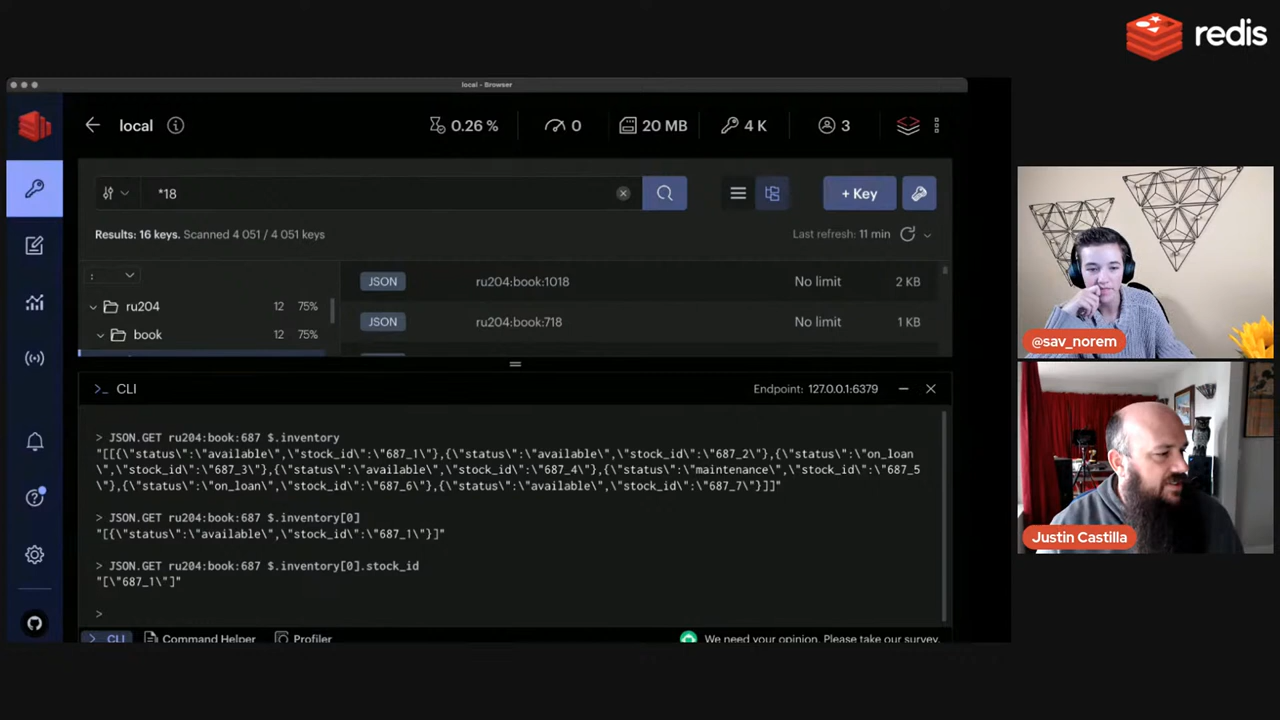 redis
local - Browser
local
0.26 %
0
20 MB
4 K
3
*18
+ Key
Results: 16 keys. Scanned 4 051 / 4 051 keys
Last refresh: 11 min
:
ru204 12 75%
book 12 75%
JSON ru204:book:1018 No limit 2 KB
JSON ru204:book:718 No limit 1 KB
>_ CLI
Endpoint: 127.0.0.1:6379
> JSON.GET ru204:book:687 $.inventory
"[[{\"status\":\"available\",\"stock_id\":\"687_1\"},{\"status\":\"available\",\"stock_id\":\"687_2\"},{\"status\":\"on_loan
\",\"stock_id\":\"687_3\"},{\"status\":\"available\",\"stock_id\":\"687_4\"},{\"status\":\"maintenance\",\"stock_id\":\"687_5
\"},{\"status\":\"on_loan\",\"stock_id\":\"687_6\"},{\"status\":\"available\",\"stock_id\":\"687_7\"}]]"
> JSON.GET ru204:book:687 $.inventory[0]
"[{\"status\":\"available\",\"stock_id\":\"687_1\"}]"
> JSON.GET ru204:book:687 $.inventory[0].stock_id
"[\"687_1\"]"
>
CLI
Command Helper
Profiler
We need your opinion. Please take our survey.
@sav_norem
Justin Castilla